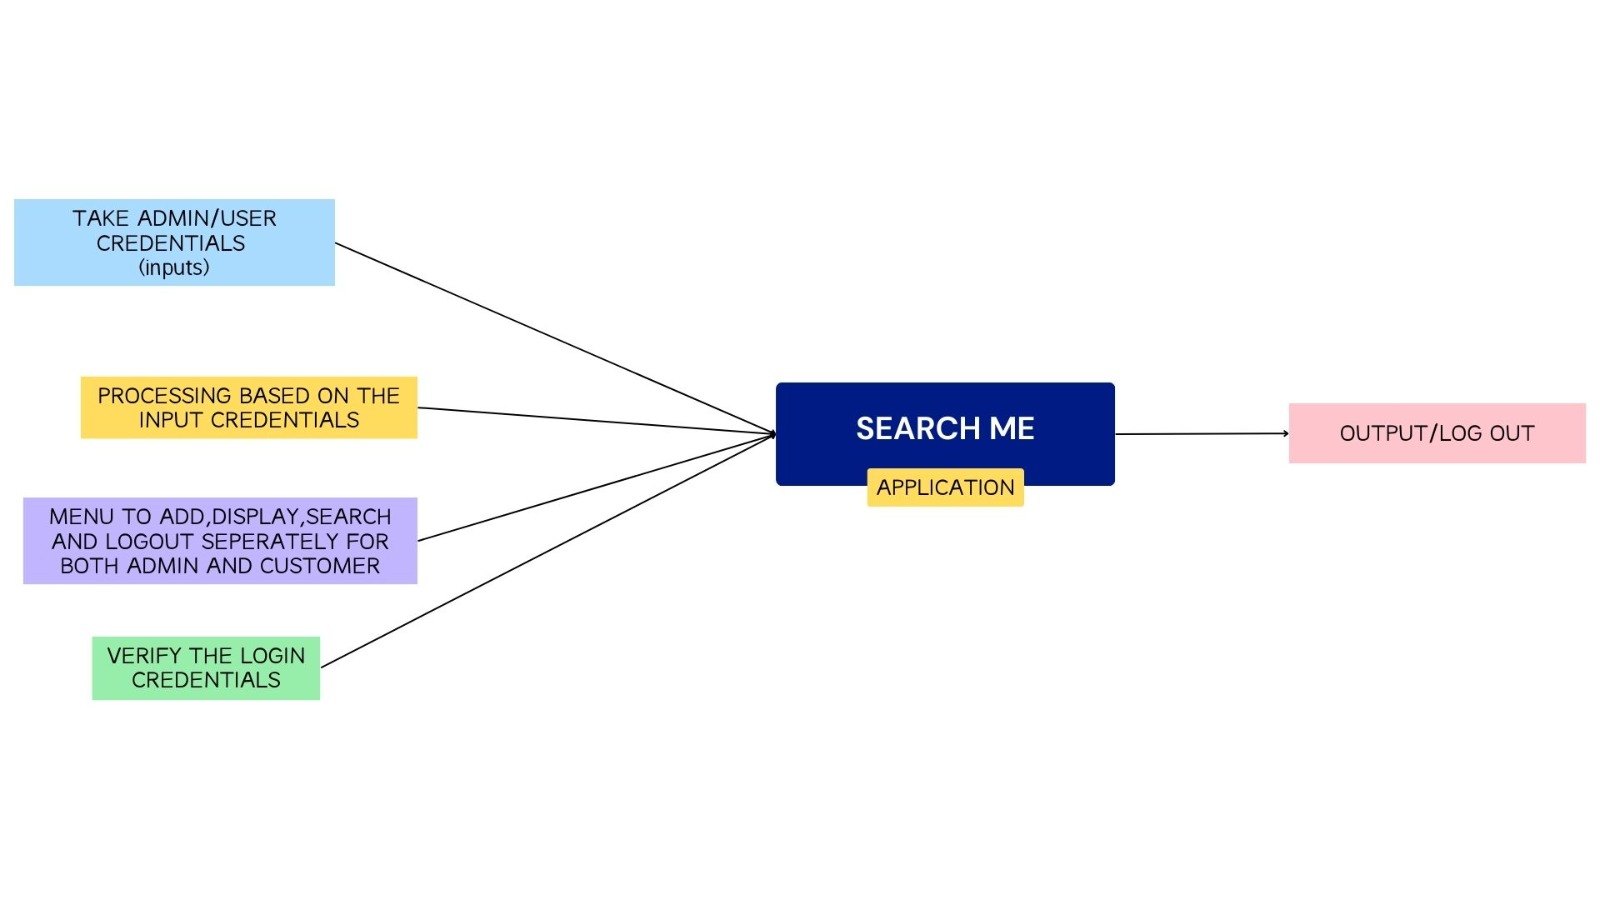 TAKE ADMIN/USER
CREDENTIALS
(inputs)
PROCESSING BASED ON THE
INPUT CREDENTIALS
MENU TO ADD,DISPLAY,SEARCH
AND LOGOUT SEPERATELY FOR
BOTH ADMIN AND CUSTOMER
VERIFY THE LOGIN
CREDENTIALS
SEARCH ME
APPLICATION
OUTPUT/LOG OUT